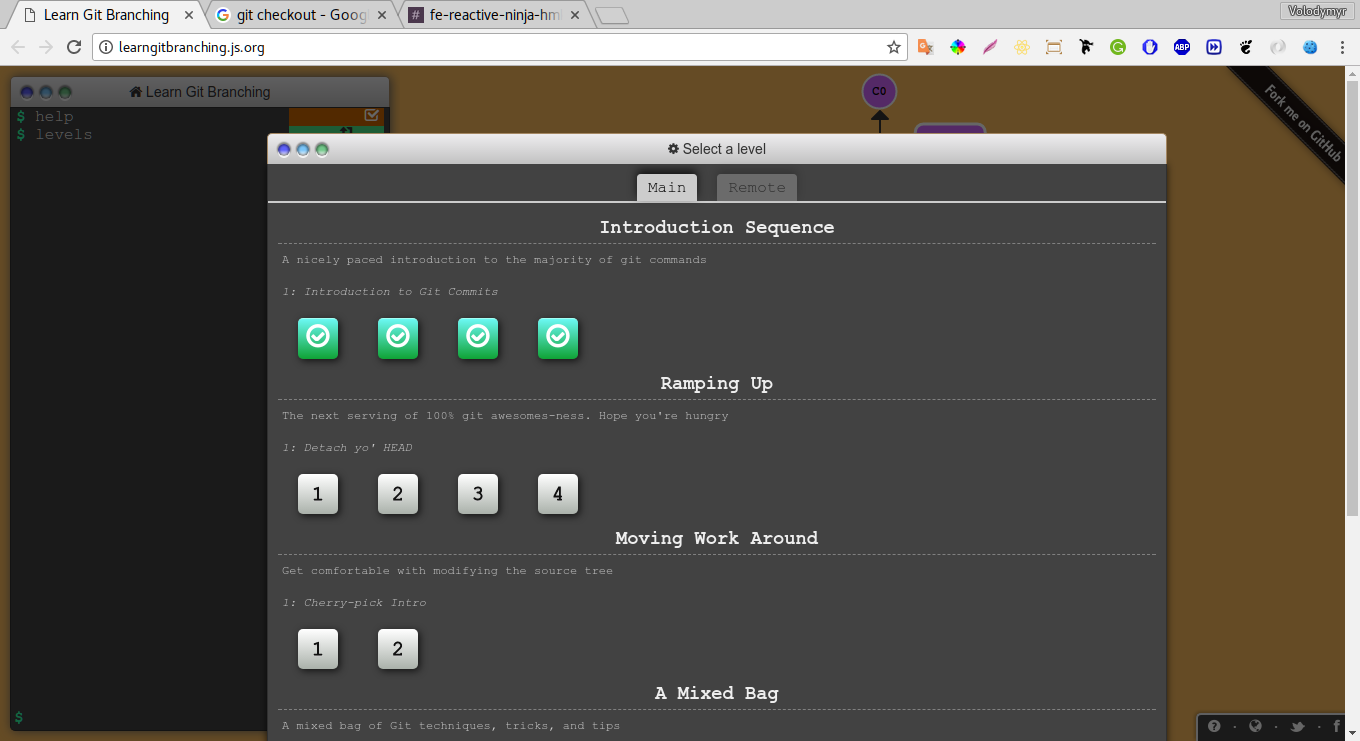 Learn Git Branching
git checkout - Goog
fe-reactive-ninja-hm
Volodymyr
learngitbranching.js.org
ABP
Learn Git Branching
$ help
$ levels
C0
Fork me on GitHub
Select a level
Main Remote
Introduction Sequence
A nicely paced introduction to the majority of git commands
1: Introduction to Git Commits
Ramping Up
The next serving of 100% git awesomes-ness. Hope you're hungry
1: Detach yo' HEAD
1 2 3 4
Moving Work Around
Get comfortable with modifying the source tree
1: Cherry-pick Intro
1 2
A Mixed Bag
A mixed bag of Git techniques, tricks, and tips
$